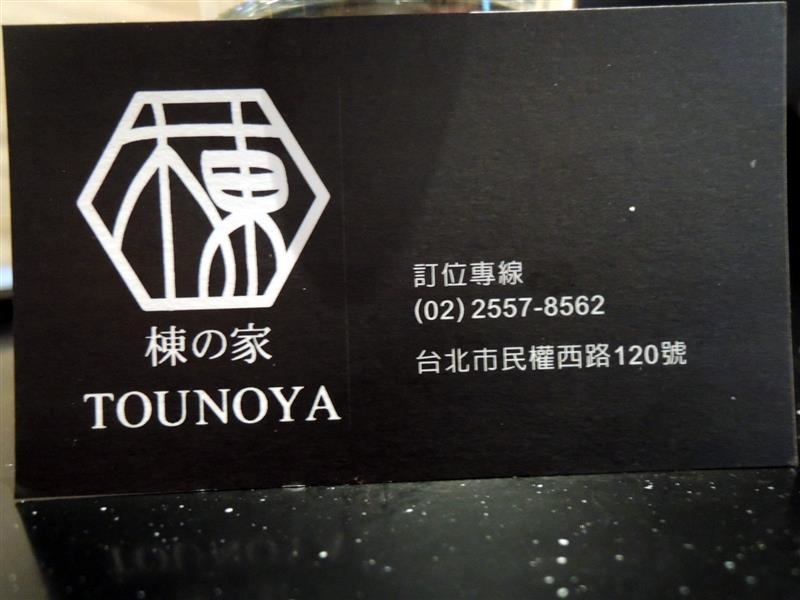 棟
棟の家
TOUNOYA
訂位專線
(02) 2557-8562
台北市民權西路120號